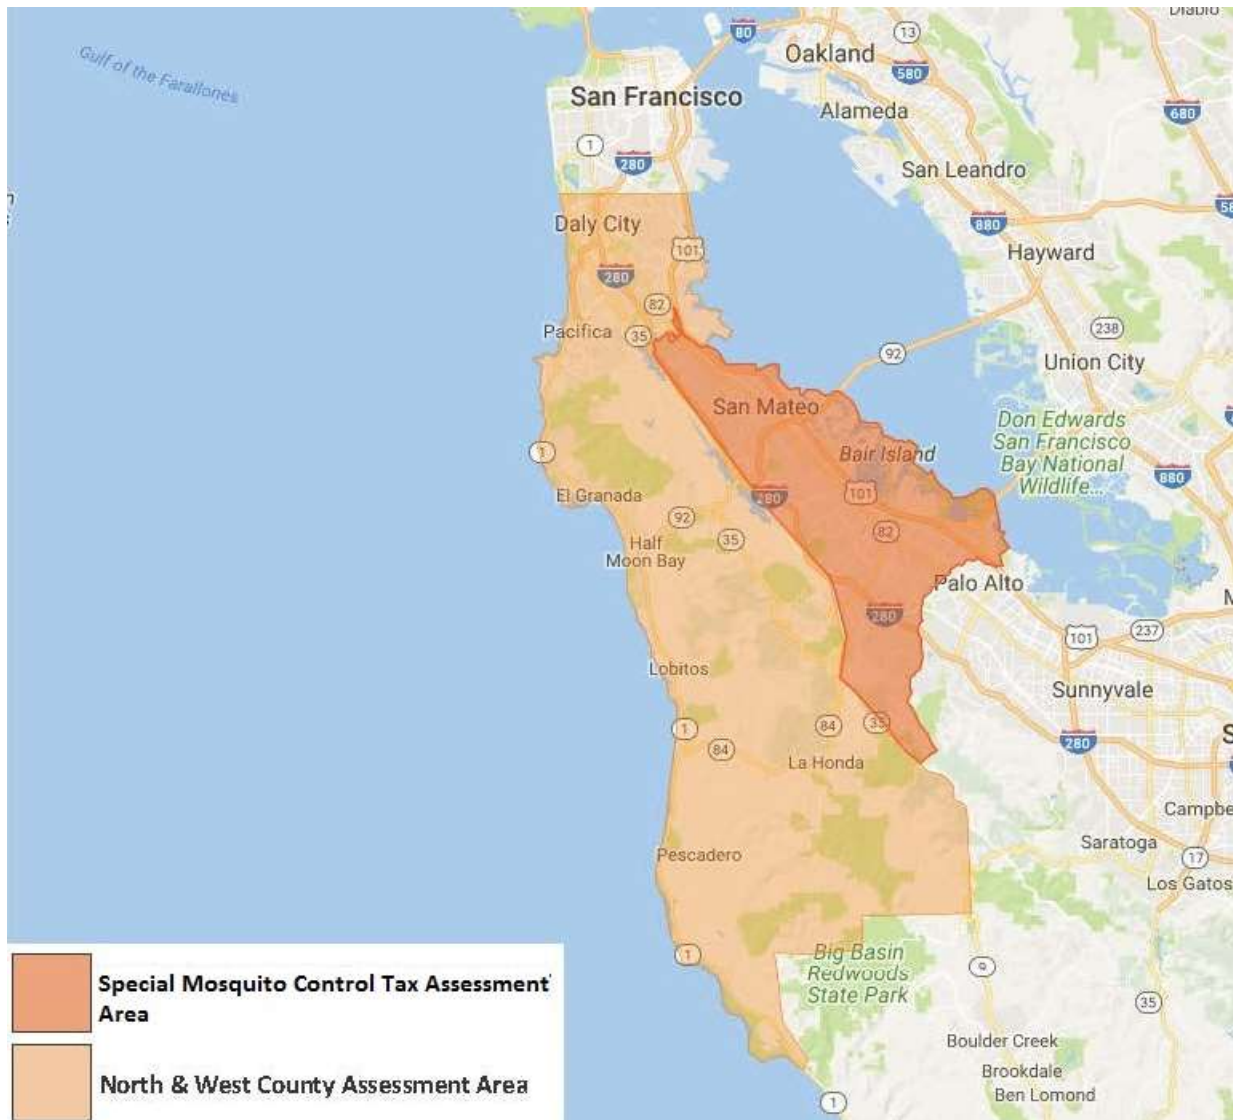 Diablo
Gulf of the Farallones
80
13
Oakland
580
San Francisco
Alameda
680
1
280
San Leandro
880
Daly City
101
Hayward
280
82
Pacifica
35
238
92
Union City
San Mateo
Don Edwards
San Francisco
Bay National
Wildlife...
1
Bair Island
880
El Granada
280
101
92
35
82
Half
Moon Bay
Palo Alto
280
101
237
Lobitos
Sunnyvale
1
84
84
35
280
La Honda
Campbe
Pescadero
Saratoga
17
Los Gatos
1
Big Basin
Redwoods
State Park
9
35
Special Mosquito Control Tax Assessment
Area
Boulder Creek
Brookdale
North & West County Assessment Area
Ben Lomond
1